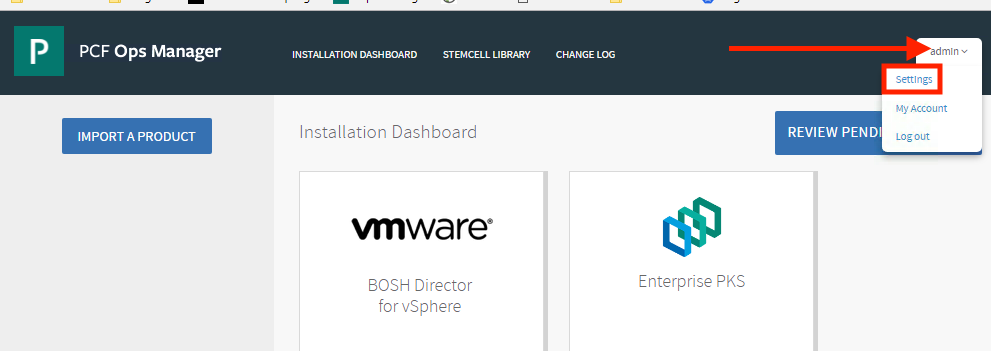 P PCF Ops Manager
INSTALLATION DASHBOARD STEMCELL LIBRARY CHANGE LOG
admin
Settings
My Account
Log out
IMPORT A PRODUCT
Installation Dashboard
REVIEW PENDI
vmware®
BOSH Director
for vSphere
Enterprise PKS